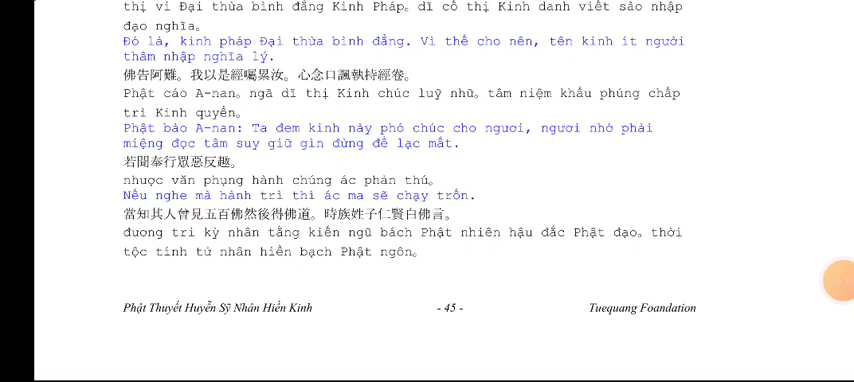 thị vi Đại thừa bình đẳng Kinh Pháp。 dĩ cố thị Kinh danh viết sảo nhập
đạo nghĩa。
Đó là, kinh pháp Đại thừa bình đẳng. Vì thế cho nên, tên kinh ít người
thâm nhập nghĩa lý.
佛告阿難。我以是經囑累汝。心念口諷執持經卷。
Phật cáo A-nan。 ngã dĩ thị Kinh chúc luỹ nhữ。 tâm niệm khẩu phúng chấp
trì Kinh quyển。
Phật bảo A-nan: Ta đem kinh này phó chúc cho ngươi, ngươi nhớ phải
miệng đọc tâm suy giữ gìn đừng để lạc mất.
若聞奉行眾惡反趣。
nhược văn phụng hành chúng ác phản thú。
Nếu nghe mà hành trì thì ác ma sẽ chạy trốn.
當知其人曾見五百佛然後得佛道。時族姓子仁賢白佛言。
đương tri kỳ nhân tằng kiến ngũ bách Phật nhiên hậu đắc Phật đạo。 thời
tộc tính tử nhân hiền bạch Phật ngôn。
Phật Thuyết Huyễn Sỹ Nhân Hiền Kinh - 45 - Tuequang Foandation